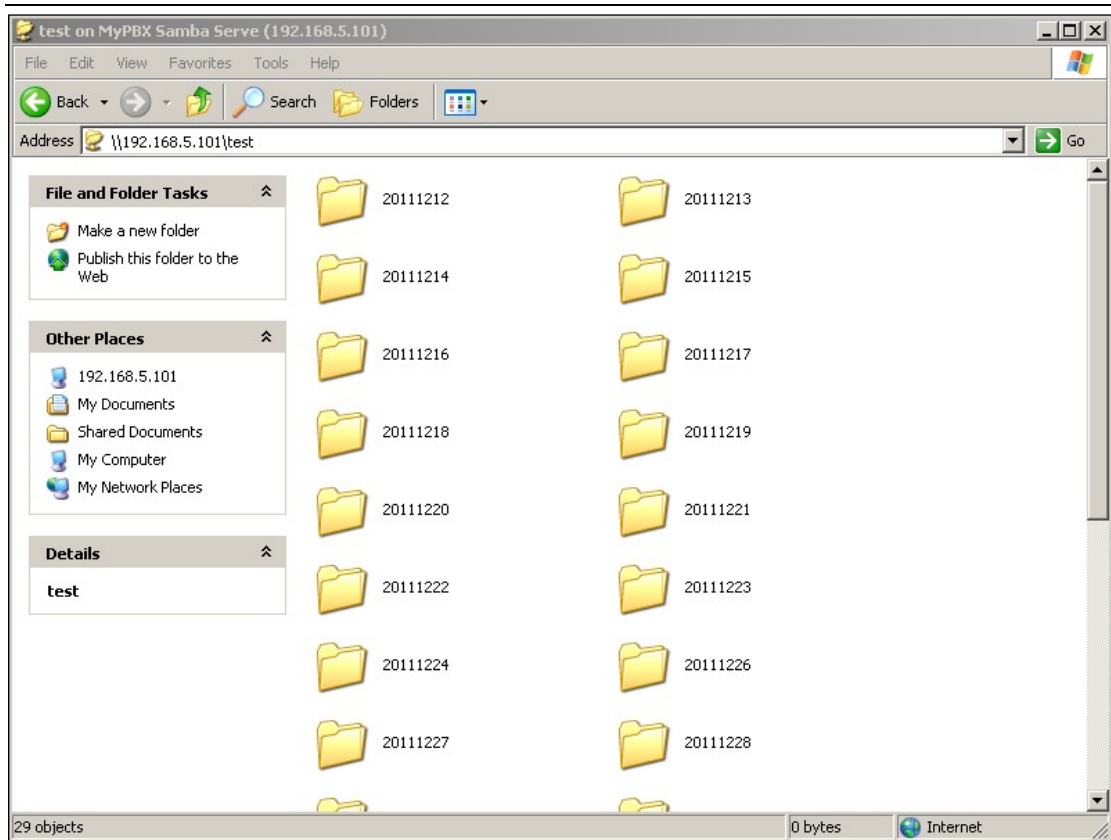 test on MyPBX Samba Serve (192.168.5.101)
File Edit View Favorites Tools Help
Back Search Folders
Address \\192.168.5.101\test Go
File and Folder Tasks
Make a new folder
Publish this folder to the
Web
Other Places
192.168.5.101
My Documents
Shared Documents
My Computer
My Network Places
Details
test
20111212 20111213
20111214 20111215
20111216 20111217
20111218 20111219
20111220 20111221
20111222 20111223
20111224 20111226
20111227 20111228
29 objects 0 bytes Internet